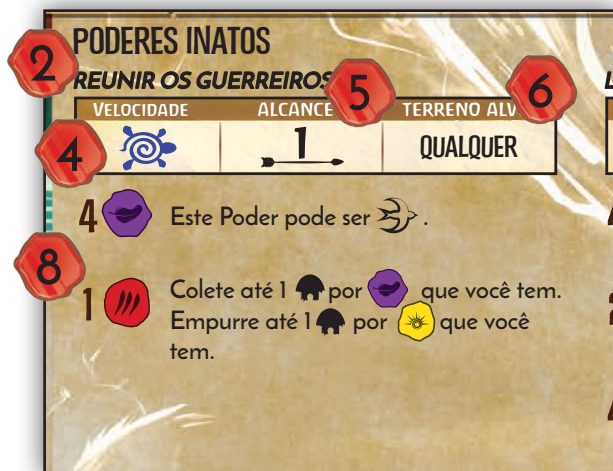 2 PODERES INATOS
REUNIR OS GUERREIROS
5 6
VELOCIDADE ALCANCE TERRENO ALV
4 1 QUALQUER
4 Este Poder pode ser .
8
1 Colete até 1 por que você tem.
Empurre até 1 por que você
tem.